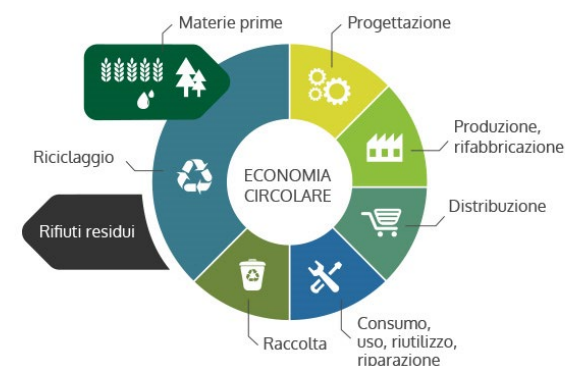 Materie prime
Progettazione
Produzione,
rifabbricazione
Distribuzione
Consumo,
uso, riutilizzo,
riparazione
Raccolta
Rifiuti residui
Riciclaggio
ECONOMIA
CIRCOLARE